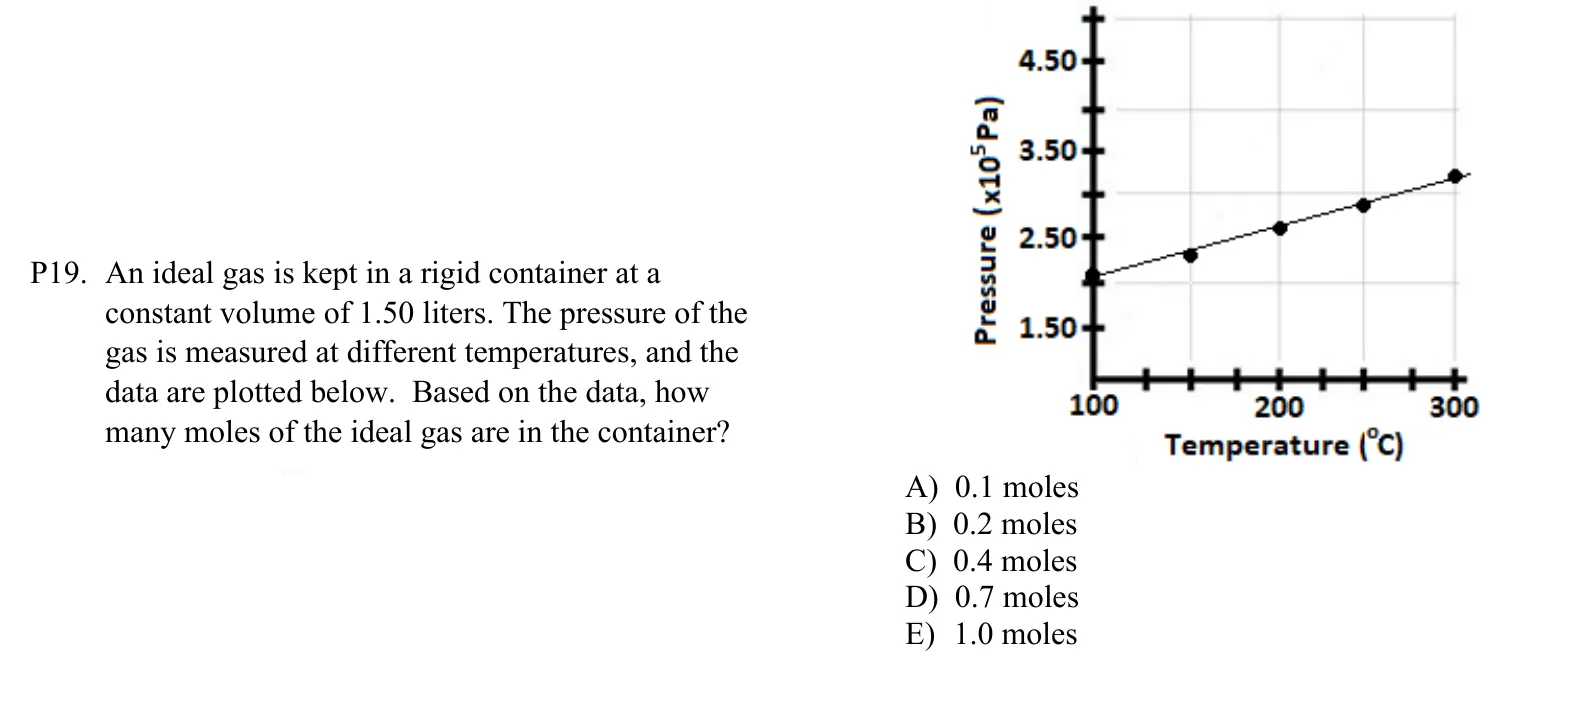 P19. An ideal gas is kept in a rigid container at a
constant volume of 1.50 liters. The pressure of the
gas is measured at different temperatures, and the
data are plotted below. Based on the data, how
many moles of the ideal gas are in the container?
Pressure (x10⁵ Pa)
4.50
3.50
2.50
1.50
100 200 300
Temperature (⁰C)
A) 0.1 moles
B) 0.2 moles
C) 0.4 moles
D) 0.7 moles
E) 1.0 moles